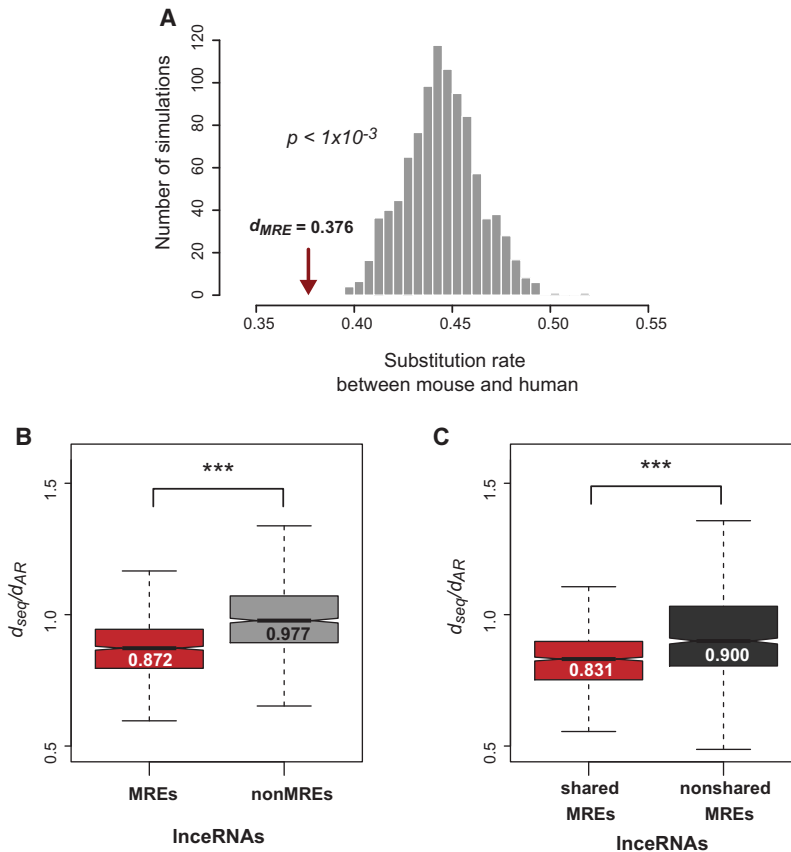 A
Number of simulations
120
100
80
60
40
20
0
p < 1x10-3
dMRE = 0.376
0.35 0.40 0.45 0.50 0.55
Substitution rate
between mouse and human
B
dseq/dAR
1.5
1.0
0.5
***
0.872
0.977
MREs nonMREs
lnceRNAs
C
dseq/dAR
1.5
1.0
0.5
***
0.831
0.900
shared nonshared
MREs MREs
lnceRNAs